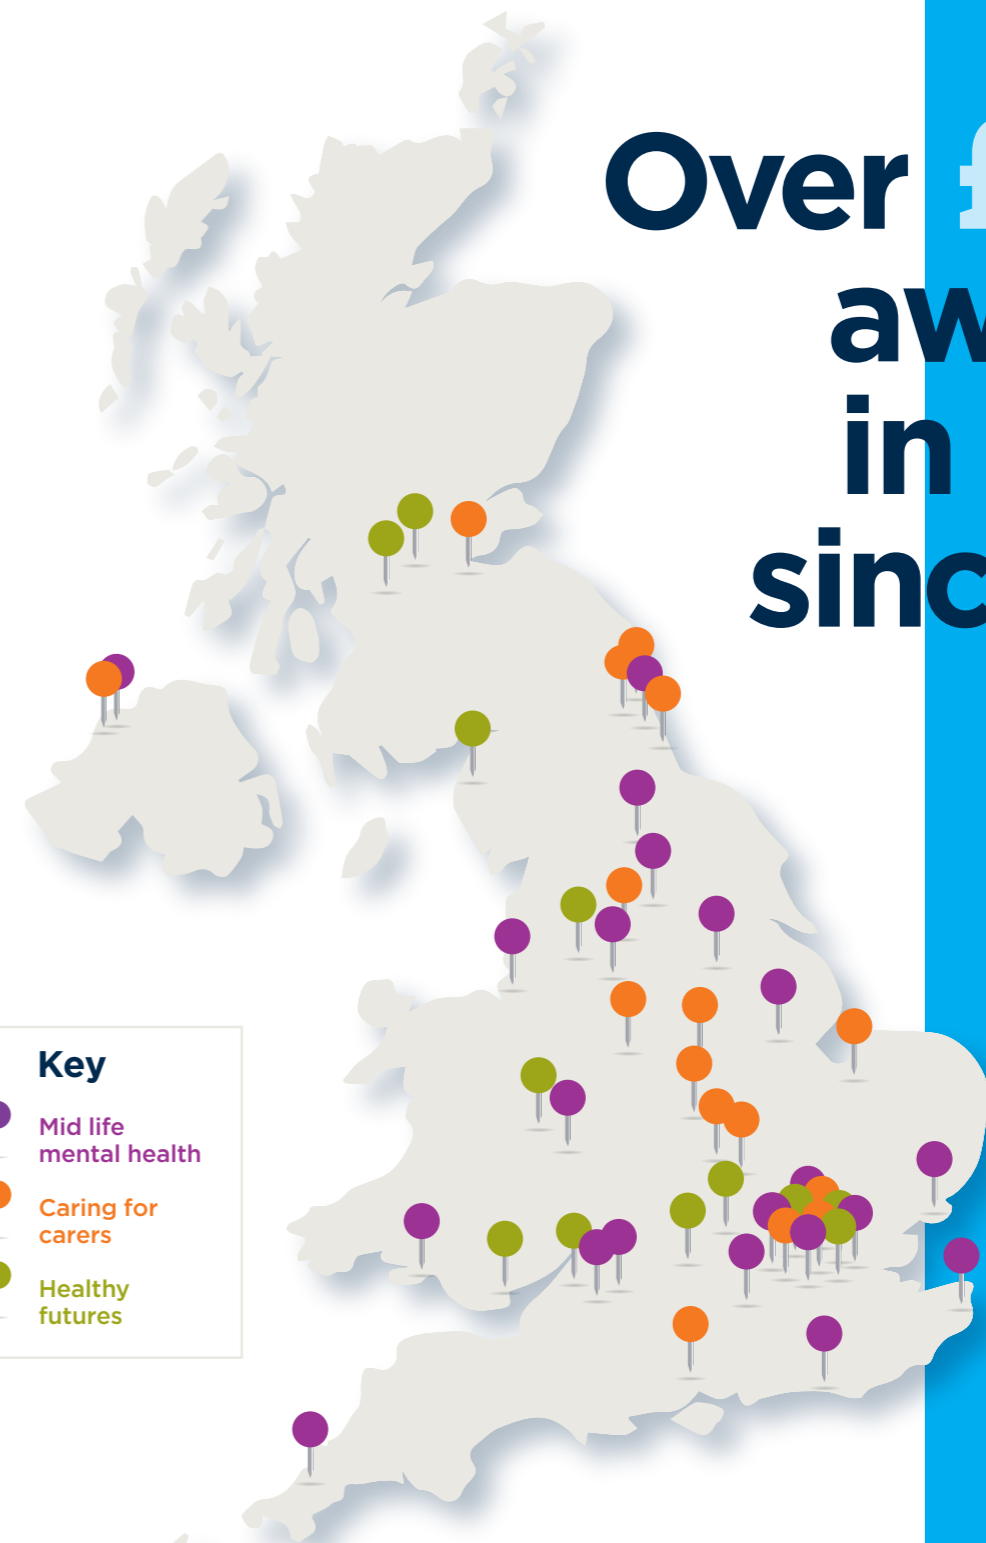 Over £
aw
in
sinc
Key
Mid life
mental health
Caring for
carers
Healthy
futures